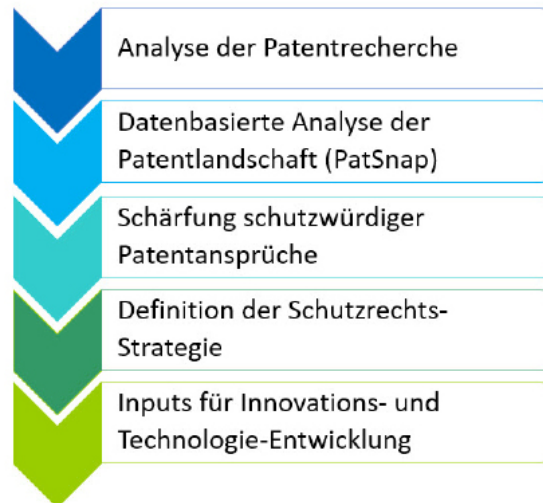 Analyse der Patentrecherche
Datenbasierte Analyse der
Patentlandschaft (PatSnap)
Schärfung schutzwürdiger
Patentansprüche
Definition der Schutzrechts-
Strategie
Inputs für Innovations- und
Technologie-Entwicklung